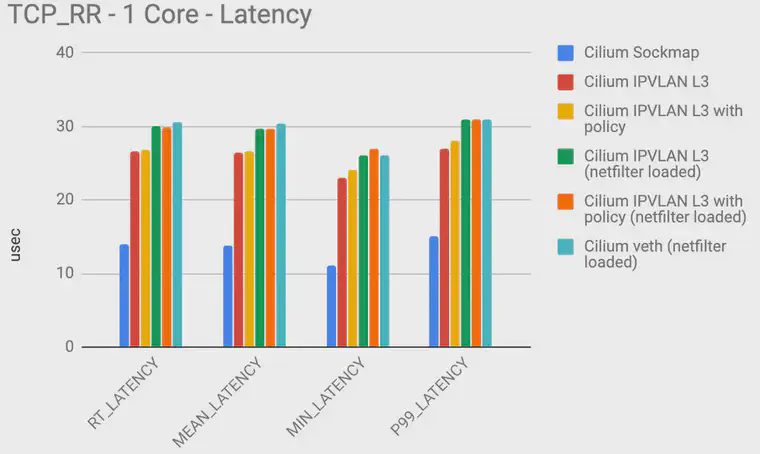 TCP_RR - 1 Core - Latency
40
30
20
10
0
usec
RT_LATENCY
MEAN_LATENCY
MIN_LATENCY
P99_LATENCY
Cilium Sockmap
Cilium IPVLAN L3
Cilium IPVLAN L3 with
policy
Cilium IPVLAN L3
(netfilter loaded)
Cilium IPVLAN L3 with
policy (netfilter loaded)
Cilium veth (netfilter
loaded)